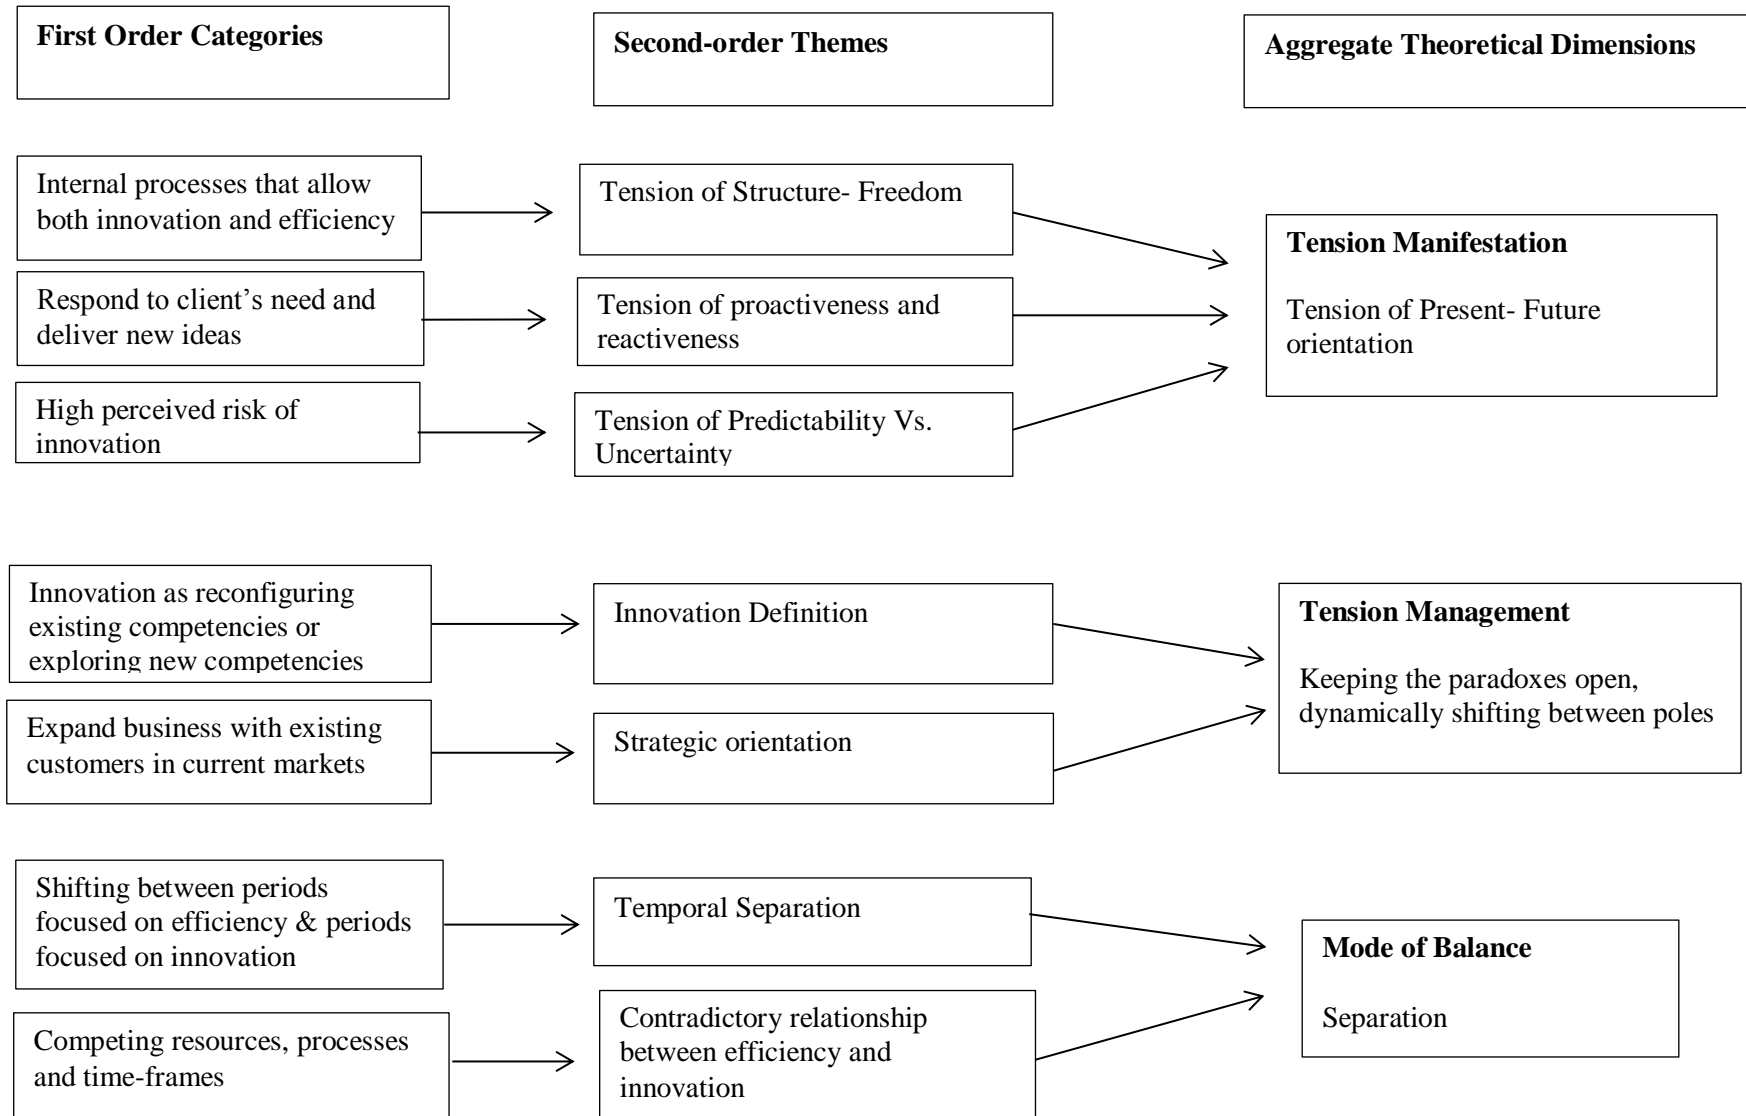 First Order Categories
Second-order Themes
Aggregate Theoretical Dimensions
Internal processes that allow
both innovation and efficiency
Tension of Structure- Freedom
Respond to client’s need and
deliver new ideas
Tension of proactiveness and
reactiveness
High perceived risk of
innovation
Tension of Predictability Vs.
Uncertainty
Tension Manifestation
Tension of Present- Future
orientation
Innovation as reconfiguring
existing competencies or
exploring new competencies
Innovation Definition
Expand business with existing
customers in current markets
Strategic orientation
Tension Management
Keeping the paradoxes open,
dynamically shifting between poles
Shifting between periods
focused on efficiency & periods
focused on innovation
Temporal Separation
Competing resources, processes
and time-frames
Contradictory relationship
between efficiency and
innovation
Mode of Balance
Separation